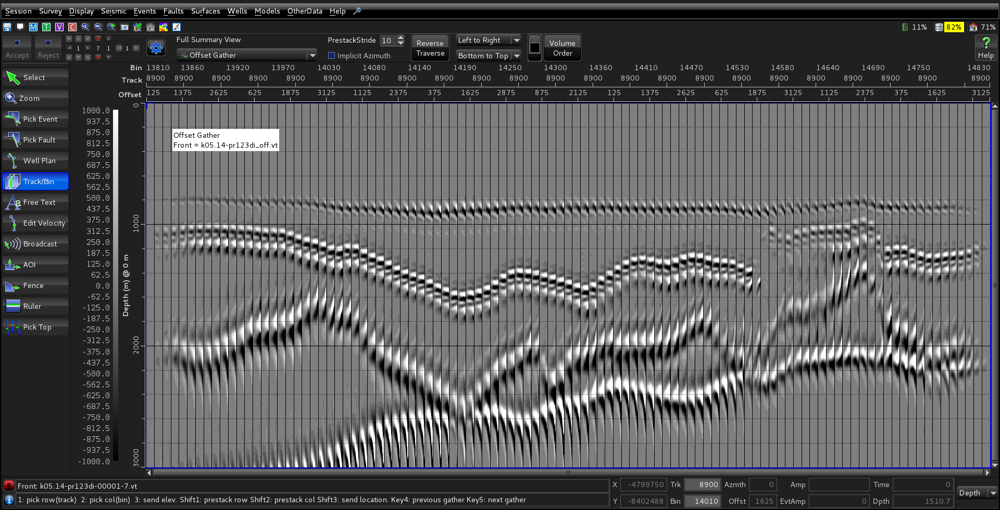 Session Survey Display Seismic Events Faults Surfaces Wells Models OtherData Help
M T V C 11% 82% 71%
Accept Reject 1 7 1 1
Full Summary View
Offset Gather
PrestackStride 10
Implicit Azimuth
Reverse Traverse
Left to Right
Bottom to Top
Volume Order
Help
Bin 13810 13860 13920 13970 14030 14080 14140 14190 14250 14300 14360 14410 14470 14530 14580 14640 14690 14750 14830
Track 8900 8900 8900 8900 8900 8900 8900 8900 8900 8900 8900 8900 8900 8900 8900 8900 8900 8900 8900 8900 8900 8900 8900
Offset 125 1375 2625 625 1875 3125 1125 2375 375 1625 2875 875 2125 125 1375 2625 625 1875 3125 1125 2375 375 1625 3125
Select
Zoom
Pick Event
Pick Fault
Well Plan
Track/Bin
Free Text
Edit Velocity
Broadcast
AOI
Fence
Ruler
Pick Top
1000.0
937.5
875.0
812.5
750.0
687.5
625.0
562.5
500.0
437.5
375.0
312.5
250.0
187.5
125.0
62.5
0.0
-62.5
-125.0
-187.5
-250.0
-312.5
-375.0
-437.5
-500.0
-562.5
-625.0
-687.5
-750.0
-812.5
-875.0
-937.5
-1000.0
Depth (m) @ 0 m
0
1000
2000
3000
Offset Gather
Front = k05.14-pr123di_off.vt
E Front: k05.14-pr123di-00001-7.vt
1: pick row(track) 2: pick col(bin) 3: send elev. Shift1: prestack row Shift2: prestack col Shift3: send location. Key4: previous gather Key5: next gather
X -4799750 Trk 8900 Azmth 0 Amp Time 0
Y -8402488 Bin 14010 Offst 1625 EvtAmp 0 Dpth 1510.7
Depth